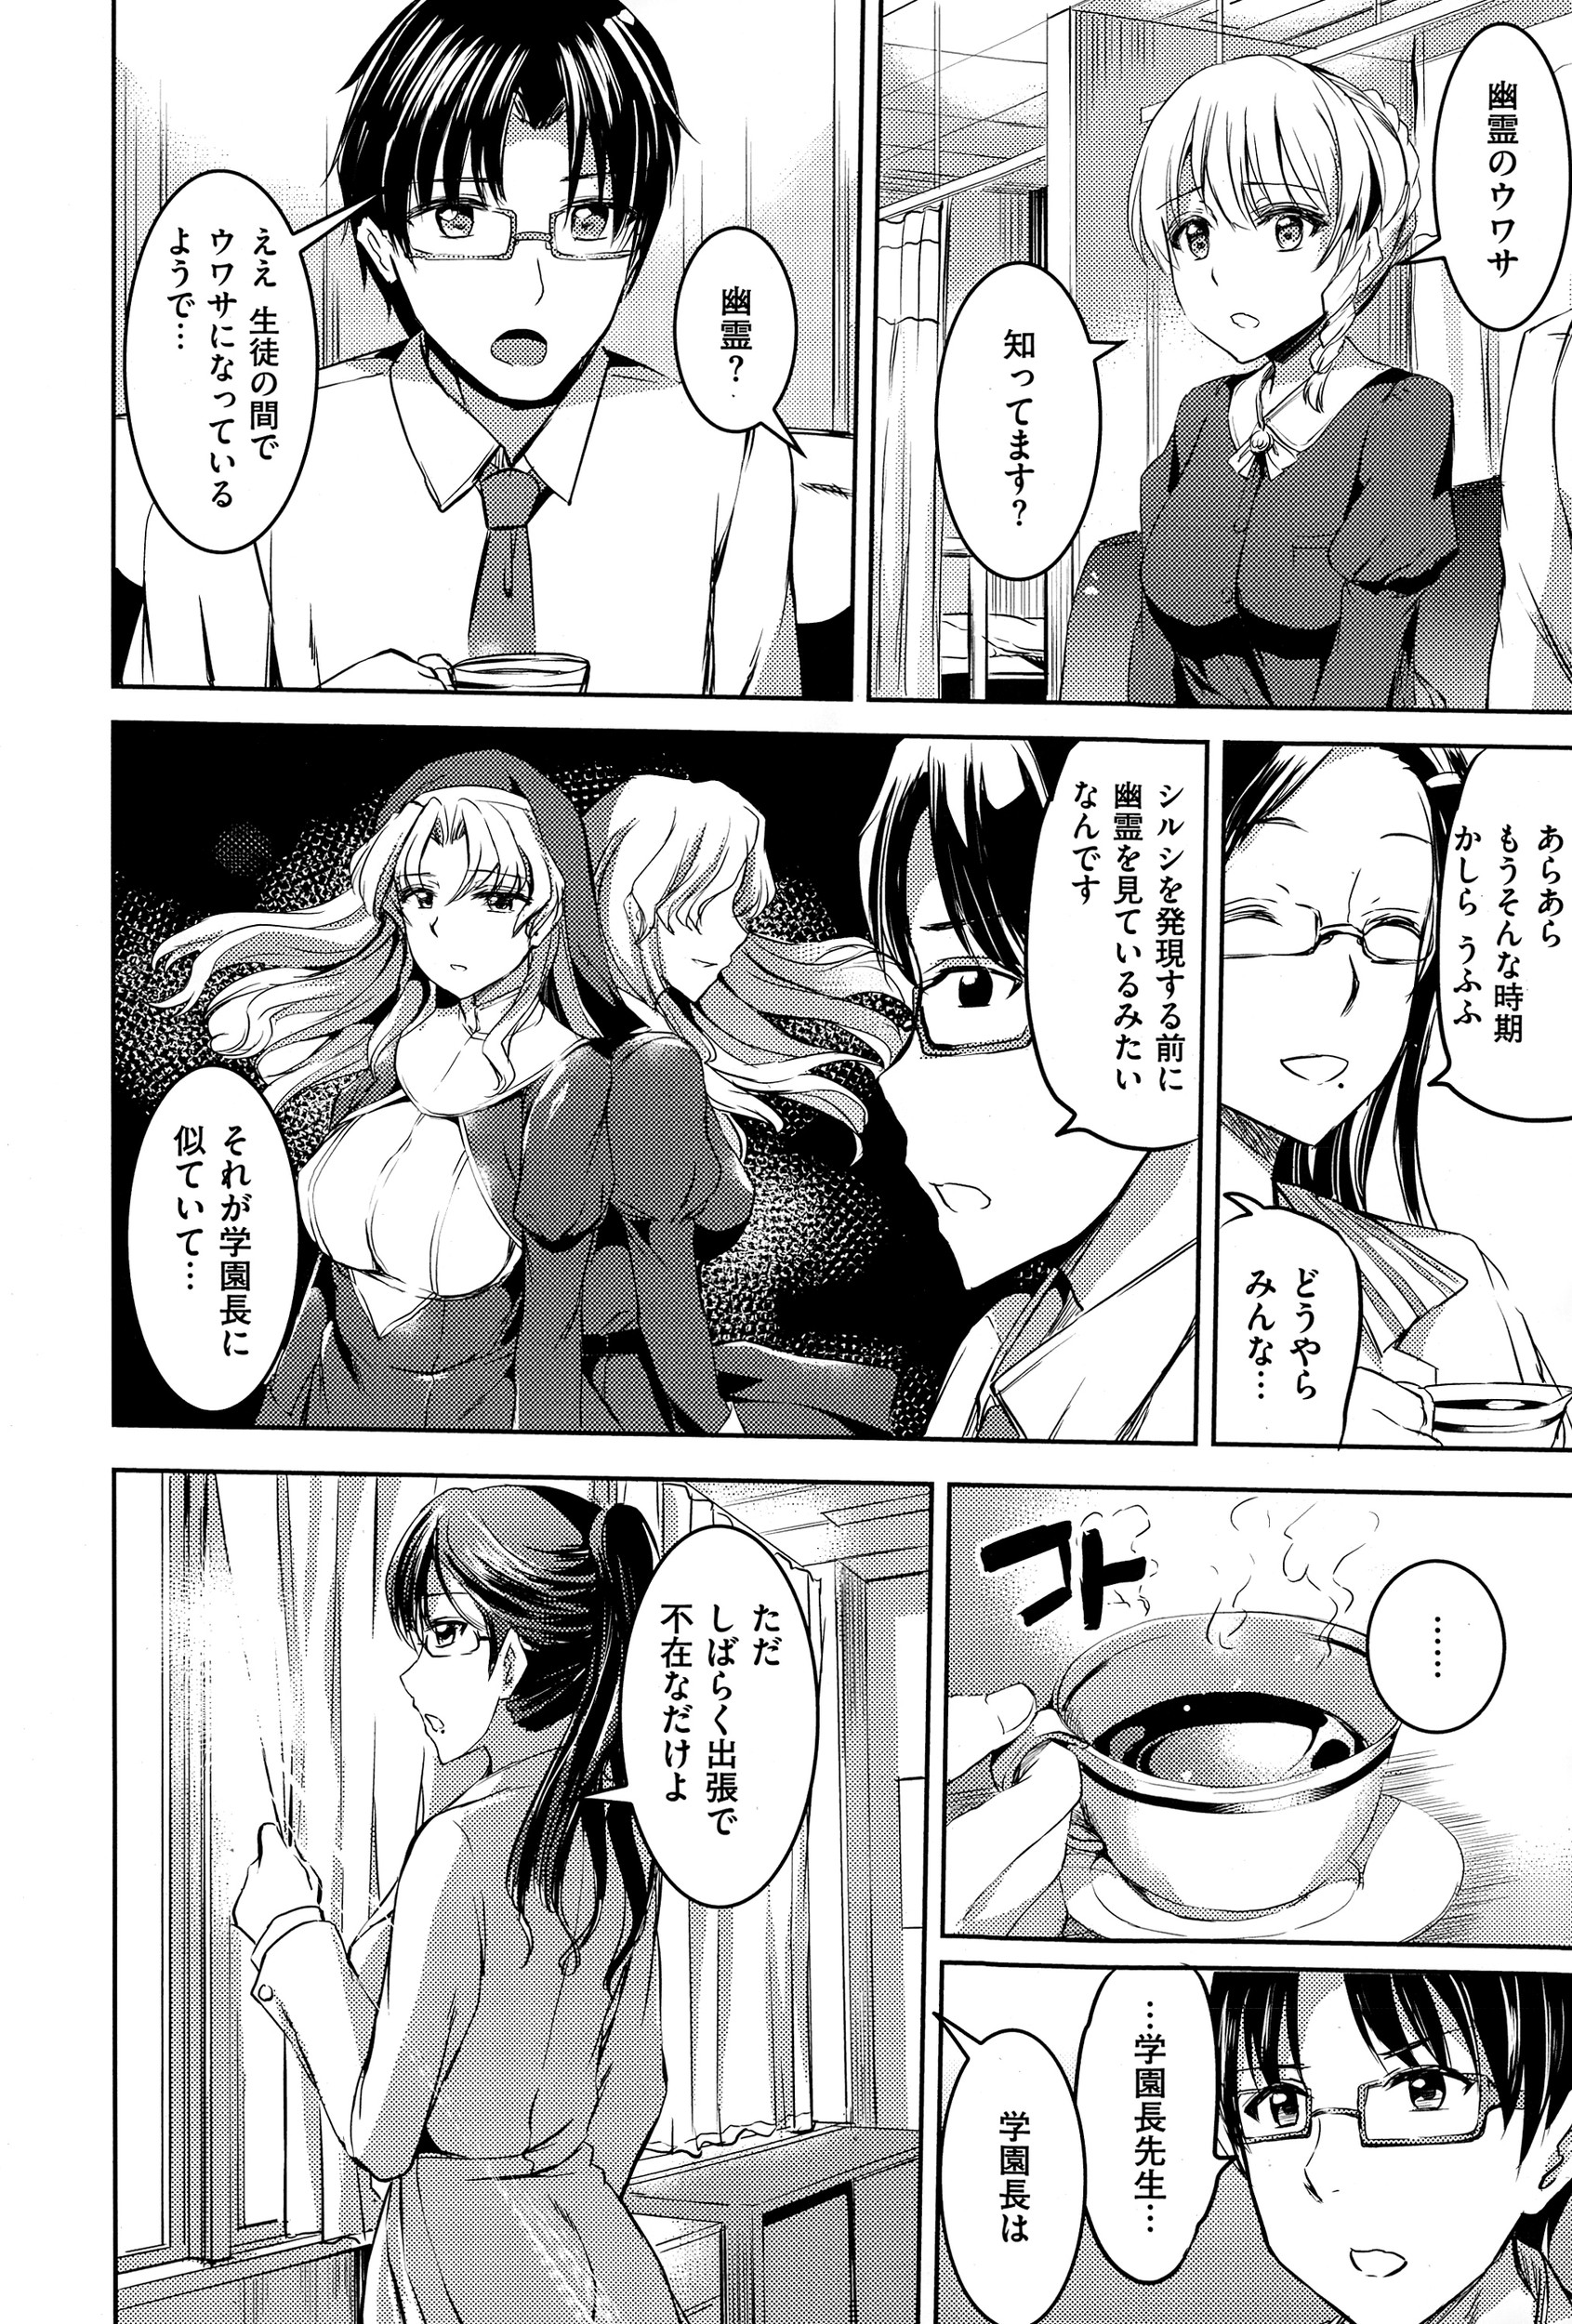 幽霊のウワサ
知ってます?
幽霊?
ええ 生徒の間で
ウワサになっている
ようで…
あらあら
もうそんな時期
かしら うふふ
どうやら
みんな…
シルシを発現する前に
幽霊を見ているみたい
なんです
それが学園長に
似ていて…
……
コト
…学園長先生…
学園長は
ただ
しばらく出張で
不在なだけよ